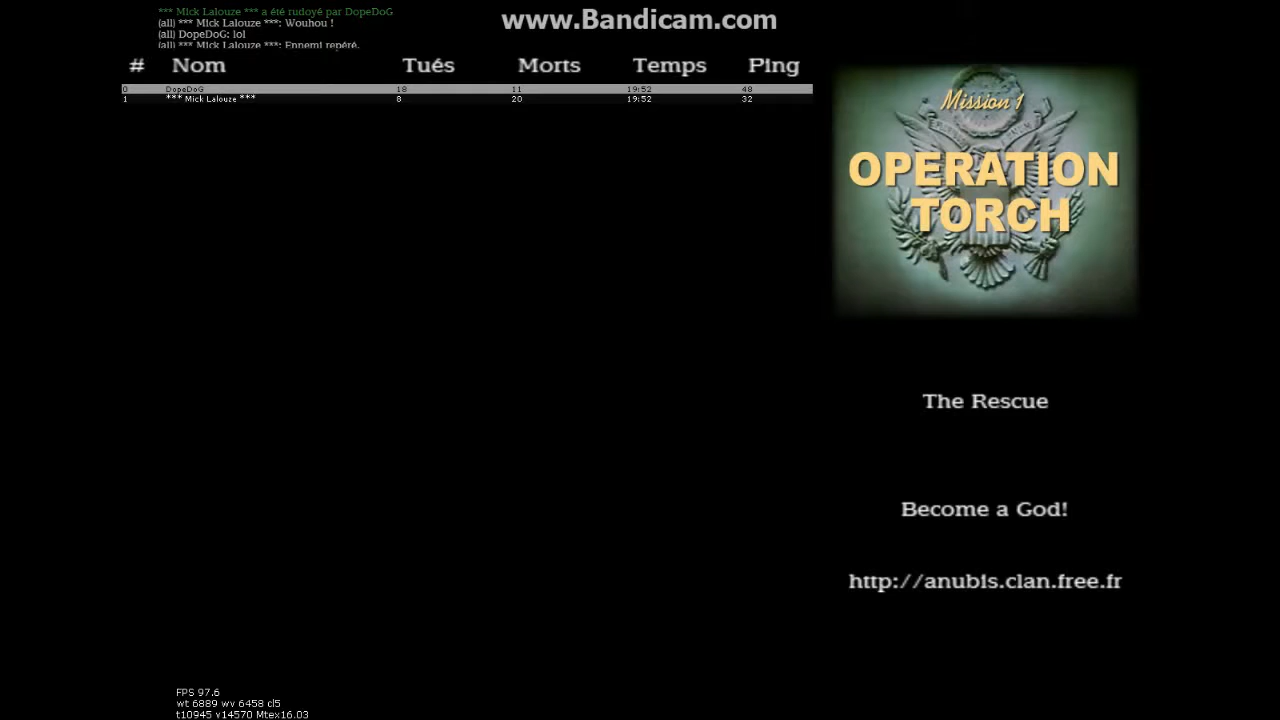 www.Bandicam.com
*** Mick Lalouze *** a été rudoyé par DopeDoG
(all) *** Mick Lalouze ***: Wouhou !
(all) DopeDoG: lol
(all) *** Mick Lalouze ***: Ennemi repéré.
# Nom Tués Morts Temps Ping
0 DopeDoG 18 11 19:52 48
1 *** Mick Lalouze *** 8 20 19:52 32
Mission 1
OPERATION
TORCH
The Rescue
Become a God!
http://anubis.clan.free.fr
FPS 97.6
wt 6889 wv 6458 cl5
t10945 v14570 Mtex16.03